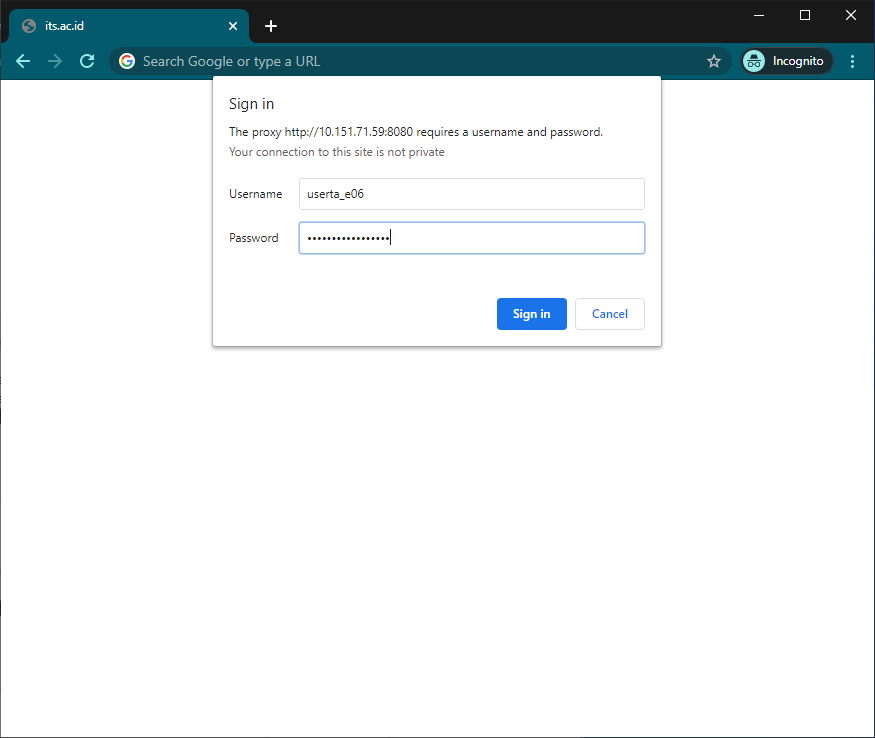 its.ac.id
Search Google or type a URL
Incognito
Sign in
The proxy http://10.151.71.59:8080 requires a username and password.
Your connection to this site is not private
Username userta_e06
Password •••••••••••••••••
Sign in Cancel